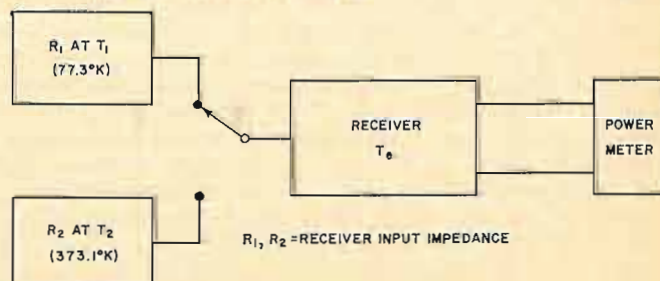 R₁ AT T₁
(77.3°K)
RECEIVER
Tₑ
POWER
METER
R₂ AT T₂
(373.1°K)
R₁, R₂ = RECEIVER INPUT IMPEDANCE